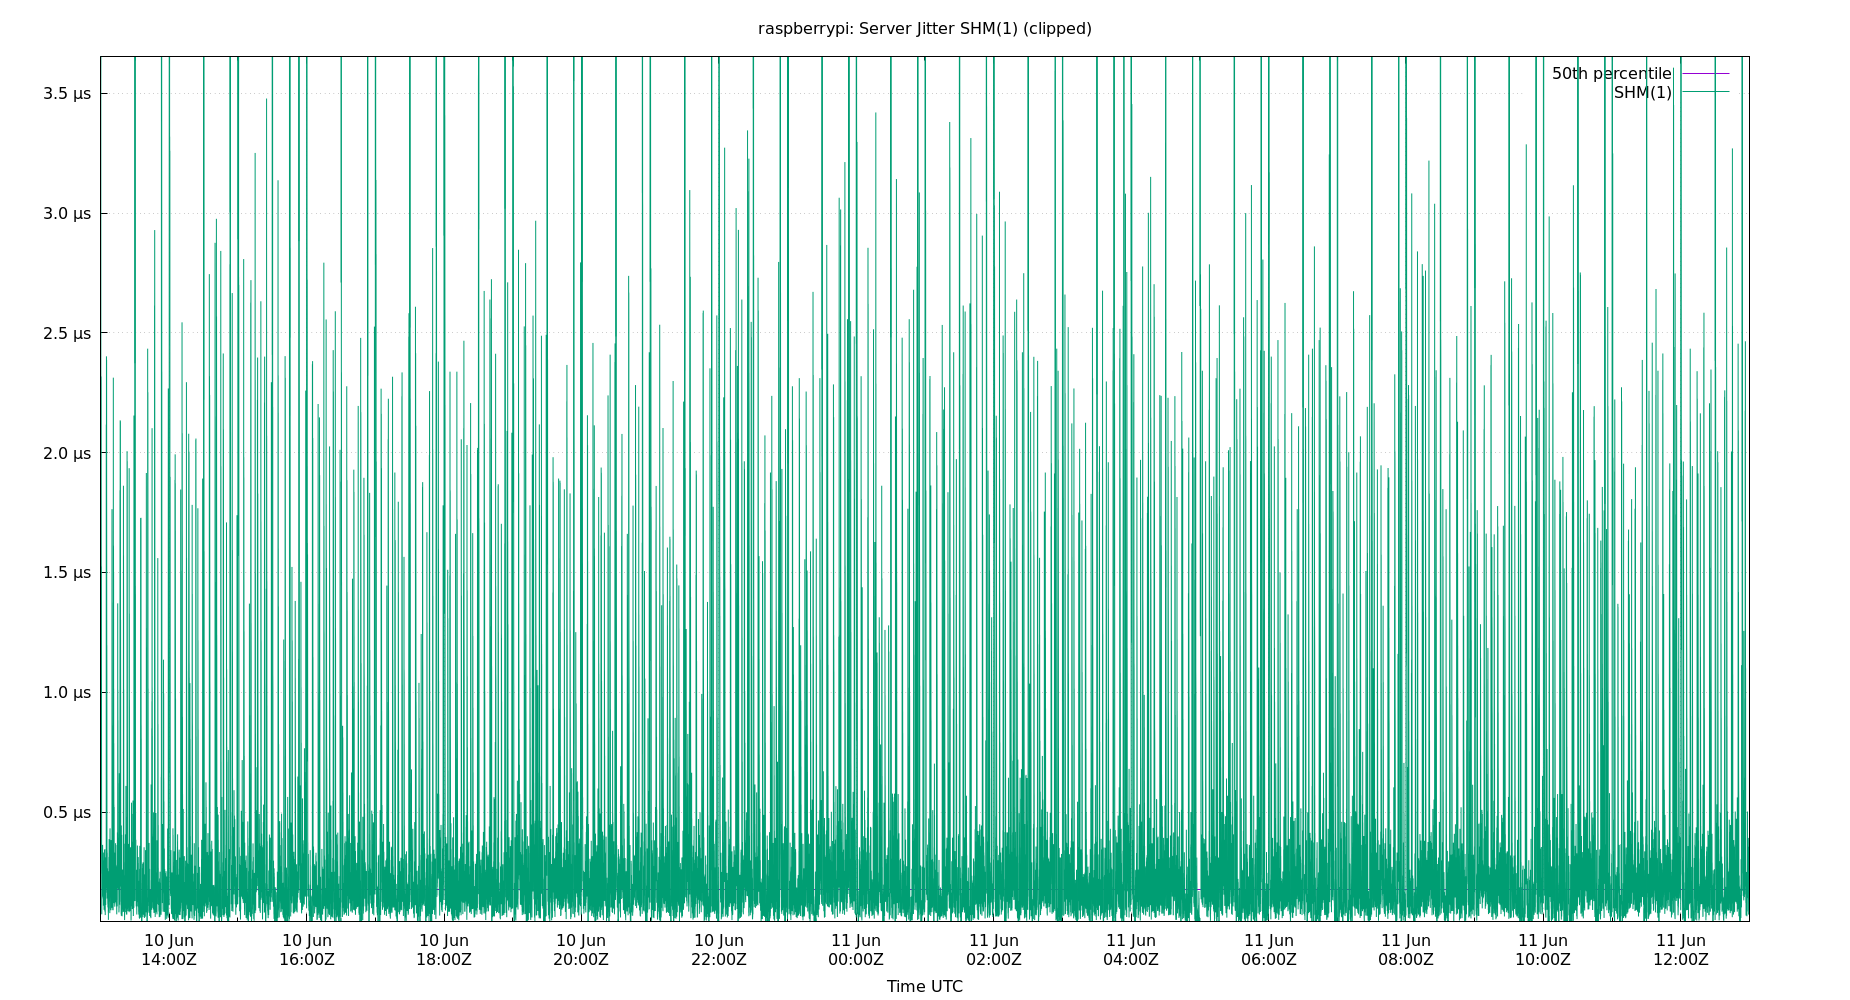 raspberrypi: Server Jitter SHM(1) (clipped)
50th percentile
SHM(1)
3.5 µs
3.0 µs
2.5 µs
2.0 µs
1.5 µs
1.0 µs
0.5 µs
10 Jun 10 Jun 10 Jun 10 Jun 10 Jun 11 Jun 11 Jun 11 Jun 11 Jun 11 Jun 11 Jun 11 Jun
14:00Z 16:00Z 18:00Z 20:00Z 22:00Z 00:00Z 02:00Z 04:00Z 06:00Z 08:00Z 10:00Z 12:00Z
Time UTC